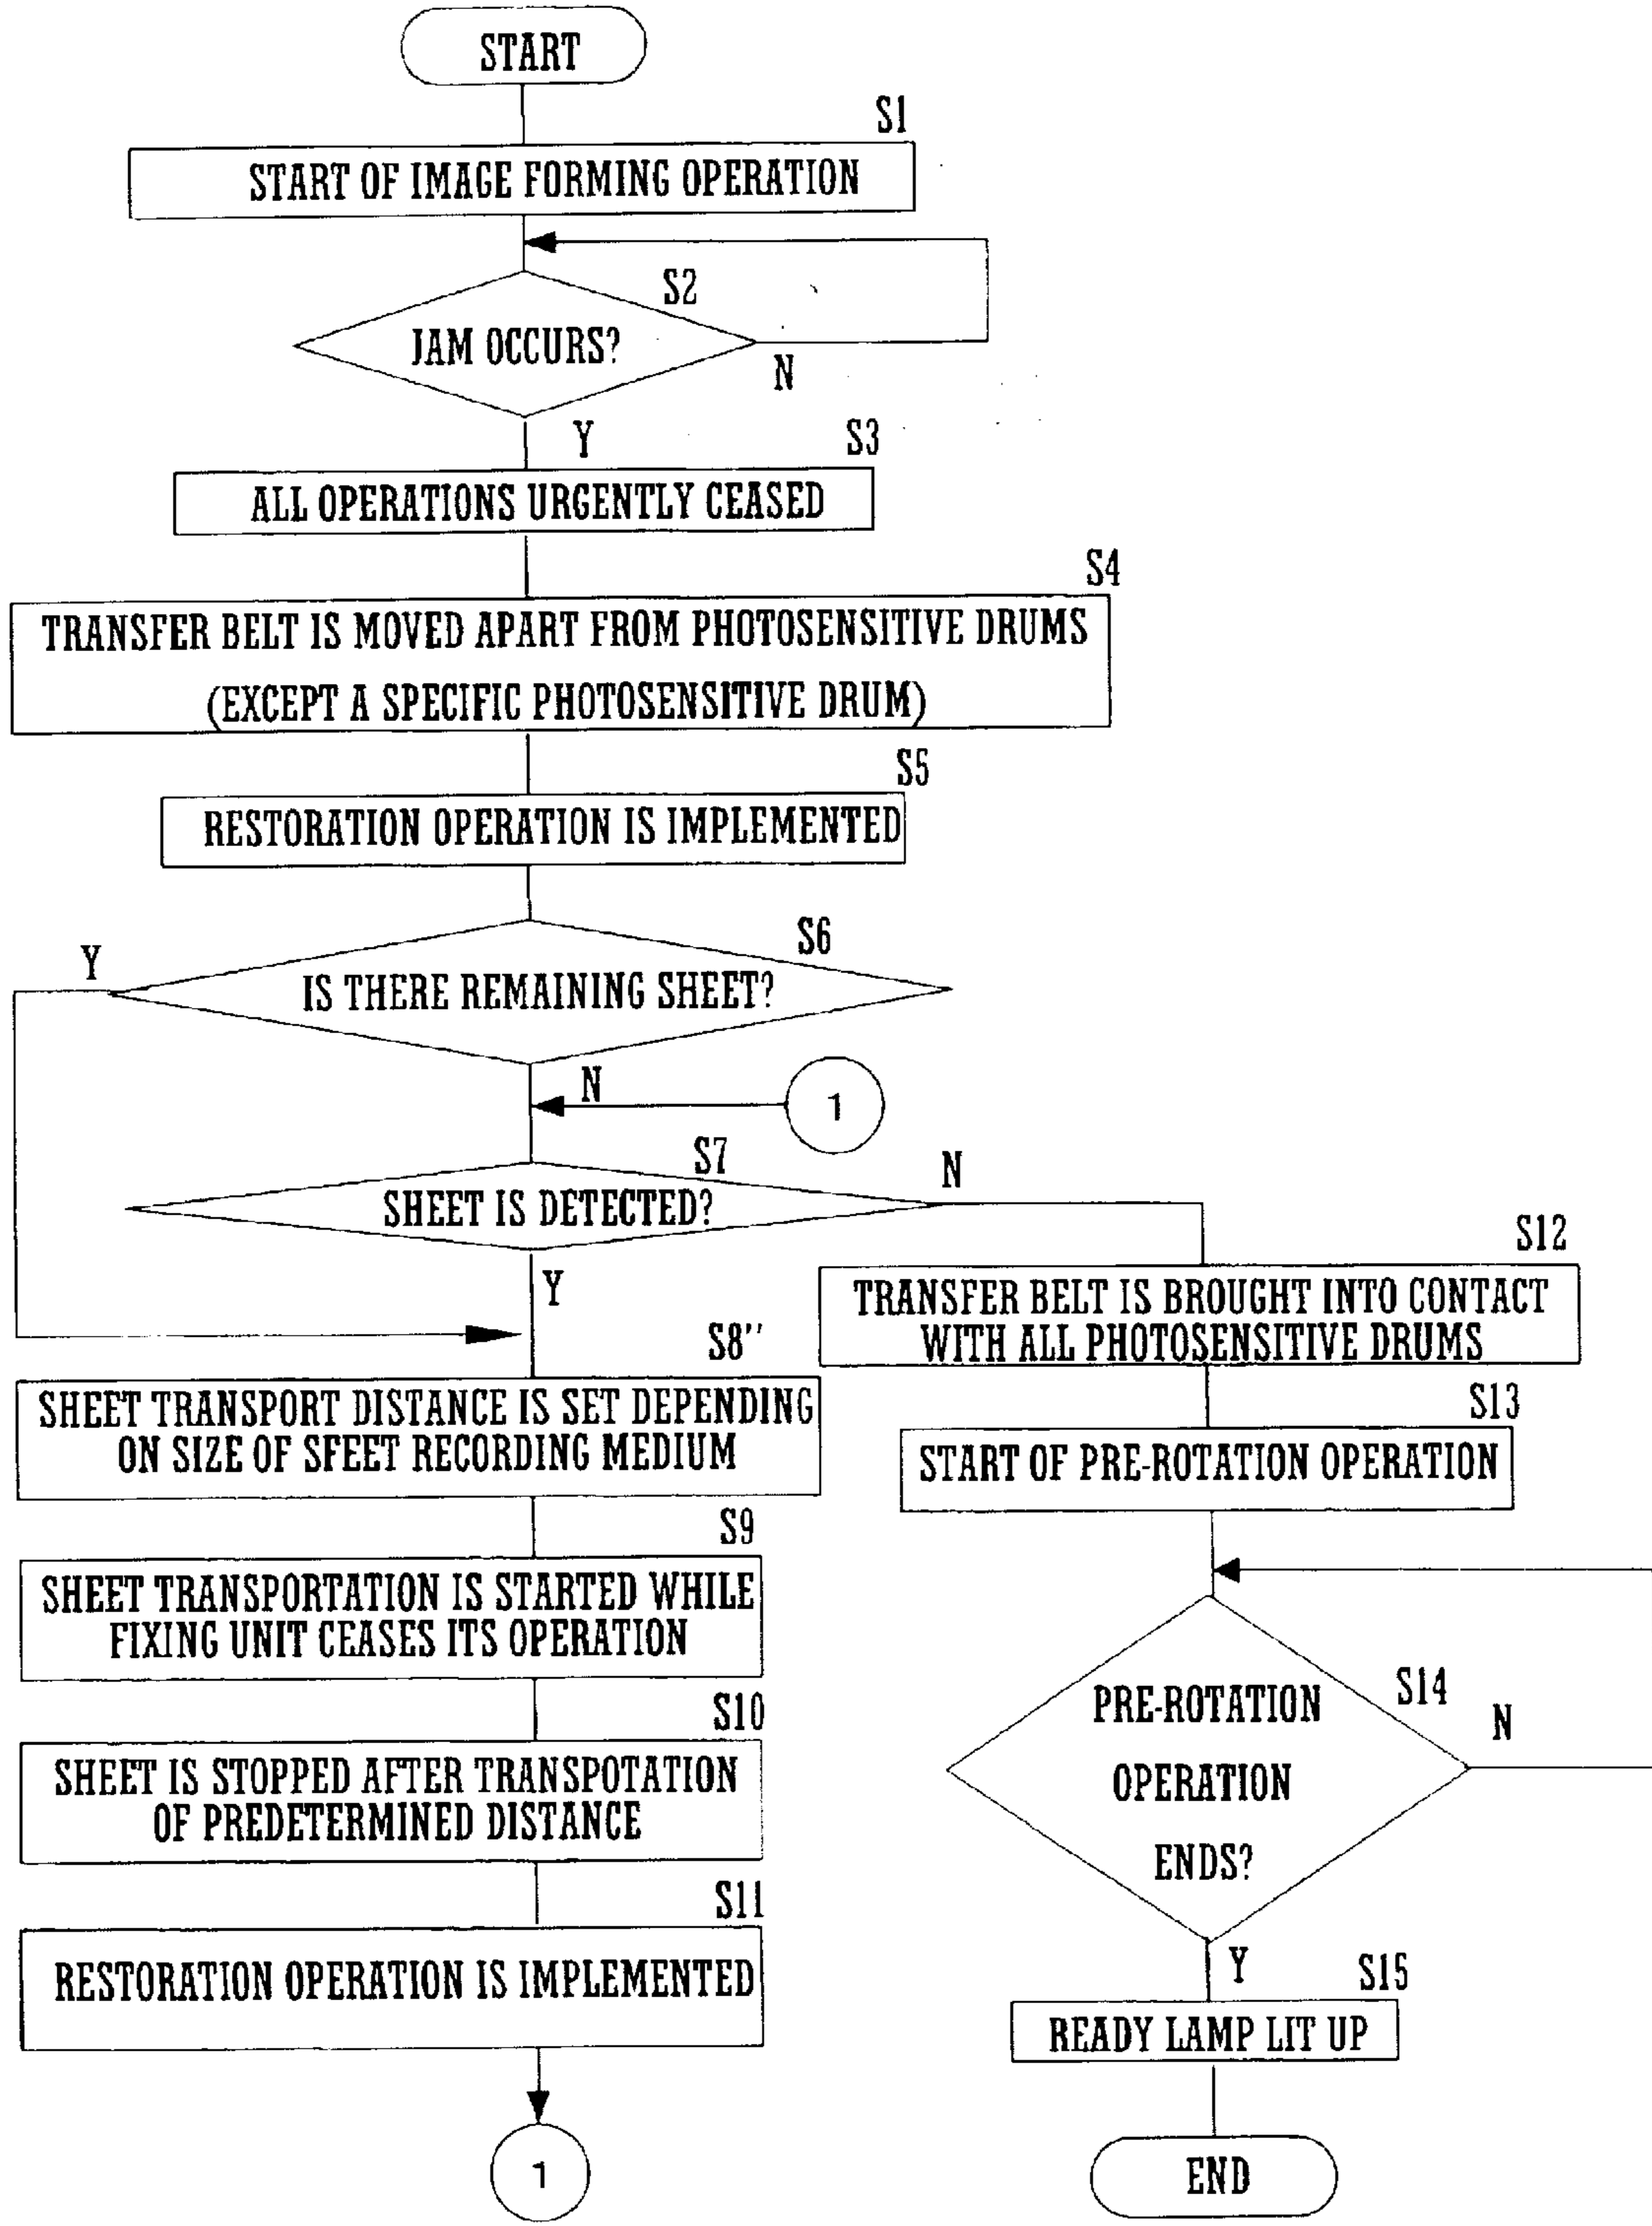 START
S1
START OF IMAGE FORMING OPERATION
S2
JAM OCCURS?
N
Y
S3
ALL OPERATIONS URGENTLY CEASED
S4
TRANSFER BELT IS MOVED APART FROM PHOTOSENSITIVE DRUMS
(EXCEPT A SPECIFIC PHOTOSENSITIVE DRUM)
S5
RESTORATION OPERATION IS IMPLEMENTED
S6
Y
IS THERE REMAINING SHEET?
N
1
S7
N
SHEET IS DETECTED?
Y
S8''
SHEET TRANSPORT DISTANCE IS SET DEPENDING
ON SIZE OF SFEET RECORDING MEDIUM
S9
SHEET TRANSPORTATION IS STARTED WHILE
FIXING UNIT CEASES ITS OPERATION
S10
SHEET IS STOPPED AFTER TRANSPOTATION
OF PREDETERMINED DISTANCE
S11
RESTORATION OPERATION IS IMPLEMENTED
1
S12
TRANSFER BELT IS BROUGHT INTO CONTACT
WITH ALL PHOTOSENSITIVE DRUMS
S13
START OF PRE-ROTATION OPERATION
S14
N
PRE-ROTATION
OPERATION
ENDS?
Y
S15
READY LAMP LIT UP
END